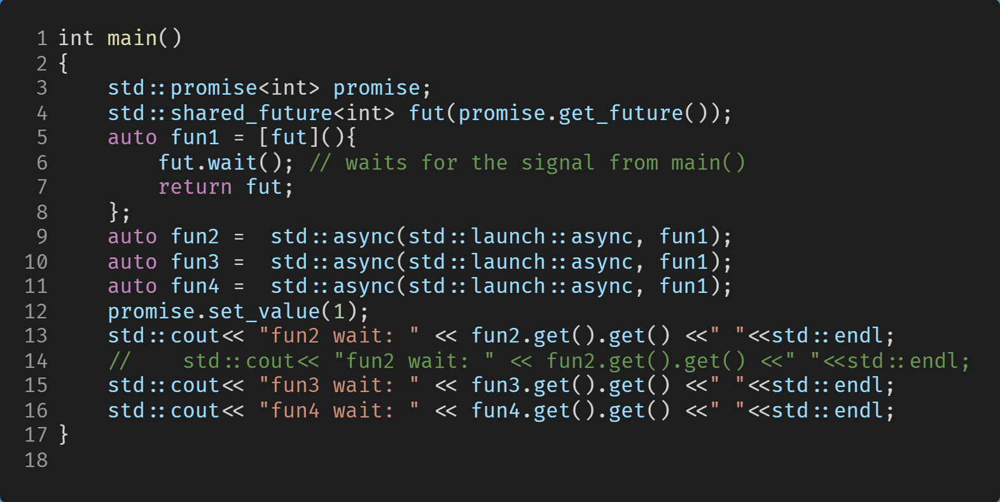 1 int main()
2 {
3     std::promise<int> promise;
4     std::shared_future<int> fut(promise.get_future());
5     auto fun1 = [fut](){
6         fut.wait(); // waits for the signal from main()
7         return fut;
8     };
9     auto fun2 =  std::async(std::launch::async, fun1);
10     auto fun3 =  std::async(std::launch::async, fun1);
11     auto fun4 =  std::async(std::launch::async, fun1);
12     promise.set_value(1);
13     std::cout<< "fun2 wait: " << fun2.get().get() <<" "<<std::endl;
14     //    std::cout<< "fun2 wait: " << fun2.get().get() <<" "<<std::endl;
15     std::cout<< "fun3 wait: " << fun3.get().get() <<" "<<std::endl;
16     std::cout<< "fun4 wait: " << fun4.get().get() <<" "<<std::endl;
17 }
18